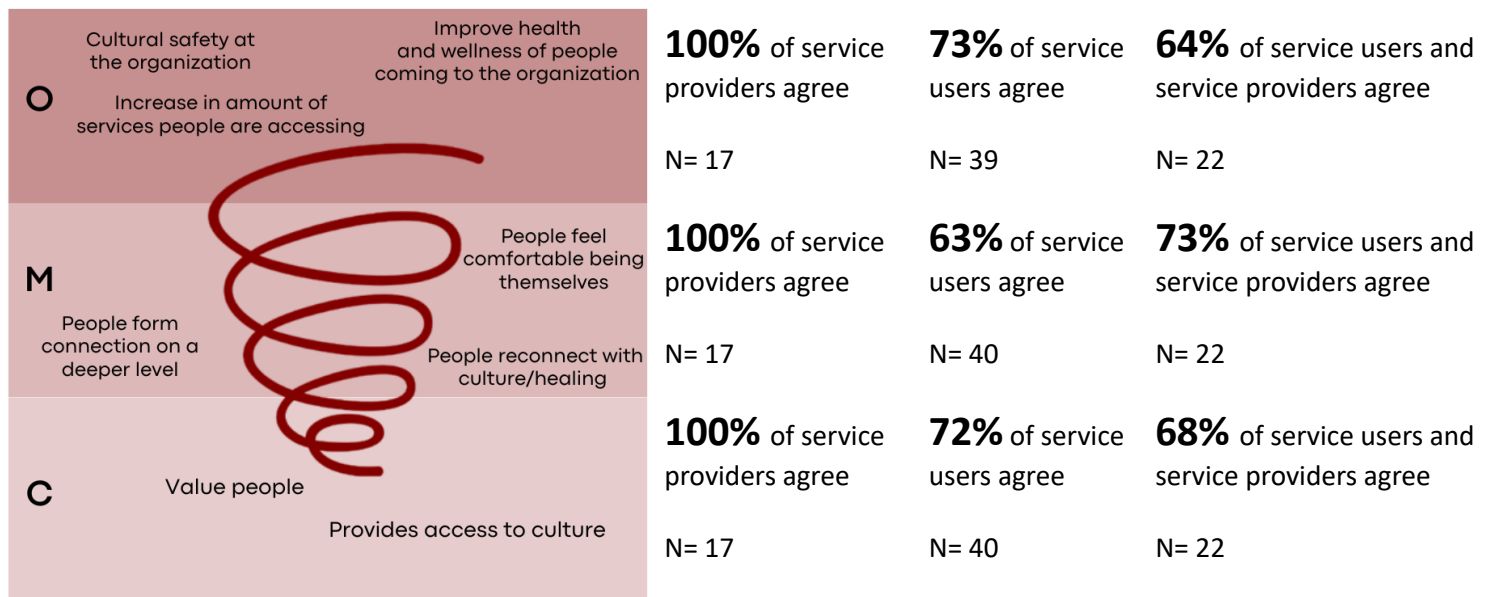 O
Cultural safety at
the organization
Improve health
and wellness of people
coming to the organization
Increase in amount of
services people are accessing
100% of service
providers agree
N= 17
73% of service
users agree
N= 39
64% of service users and
service providers agree
N= 22
M
People feel
comfortable being
themselves
People form
connection on a
deeper level
People reconnect with
culture/healing
100% of service
providers agree
N= 17
63% of service
users agree
N= 40
73% of service users and
service providers agree
N= 22
C
Value people
Provides access to culture
100% of service
providers agree
N= 17
72% of service
users agree
N= 40
68% of service users and
service providers agree
N= 22